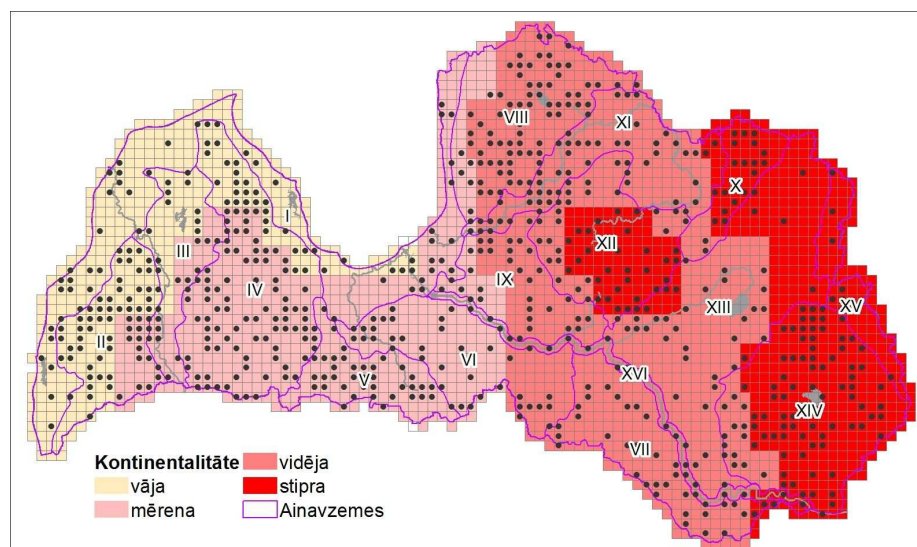 VIII
XI
X
I
XII
III
IX
IV
XIII
XV
II
VI
V
XVI
XIV
VII
Kontinentalitāte
vāja
mērena
vidēja
stipra
Ainavzemes